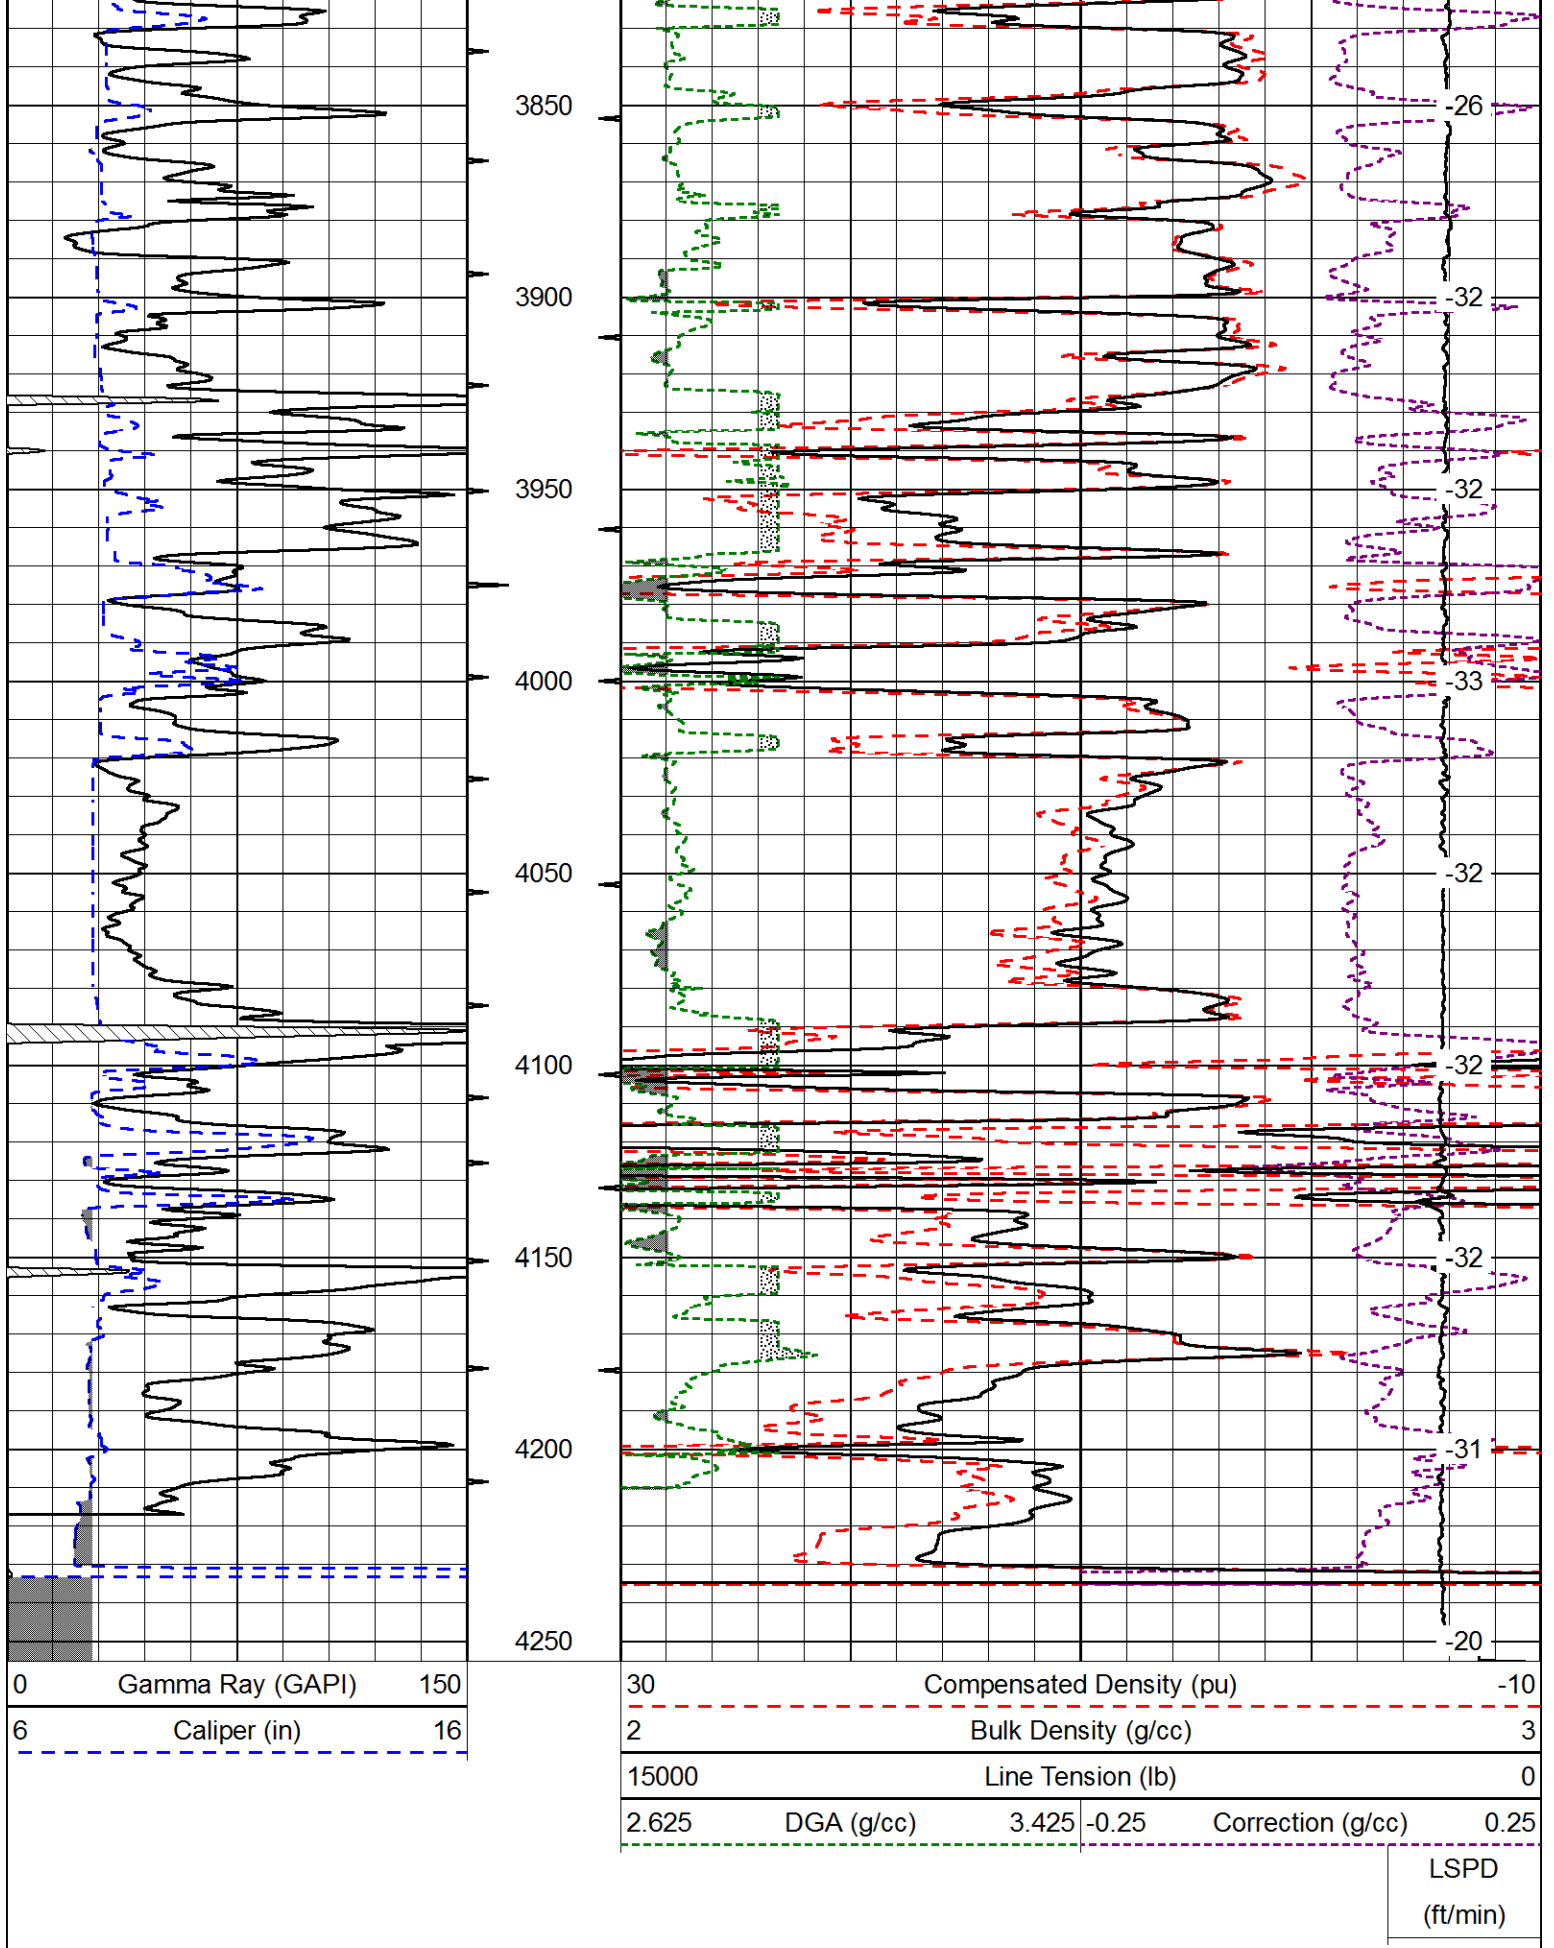 3850
-26
3900
-32
3950
-32
4000
-33
4050
-32
4100
-32
4150
-32
4200
-31
4250
-20
0 Gamma Ray (GAPI) 150
30 Compensated Density (pu) -10
6 Caliper (in) 16
2 Bulk Density (g/cc) 3
15000 Line Tension (lb) 0
2.625 DGA (g/cc) 3.425
-0.25 Correction (g/cc) 0.25
LSPD
(ft/min)